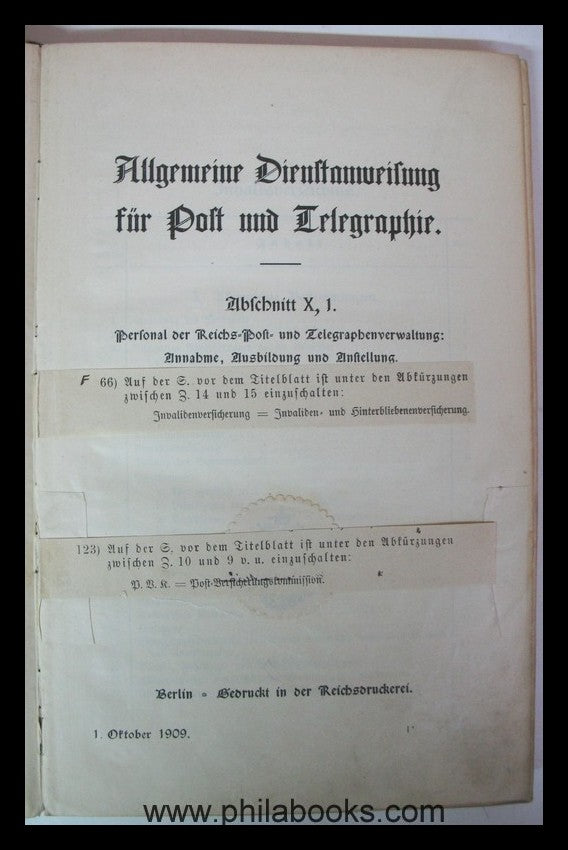 Allgemeine Dienstanweisung
für Post und Telegraphie.
Abschnitt X, 1.
Personal der Reichs-Post- und Telegraphenverwaltung:
Annahme, Ausbildung und Anstellung.
F 66) Auf der S. vor dem Titelblatt ist unter den Abkürzungen
zwischen Z. 14 und 15 einzuschalten:
Invalidenversicherung = Invaliden- und Hinterbliebenenversicherung.
123) Auf der S. vor dem Titelblatt ist unter den Abkürzungen
zwischen Z. 10 und 9 v. u. einzuschalten:
P. V. K. = Post-Versicherungskommission.
Berlin ∘ Gedruckt in der Reichsdruckerei.
1. Oktober 1909.
www.philabooks.com